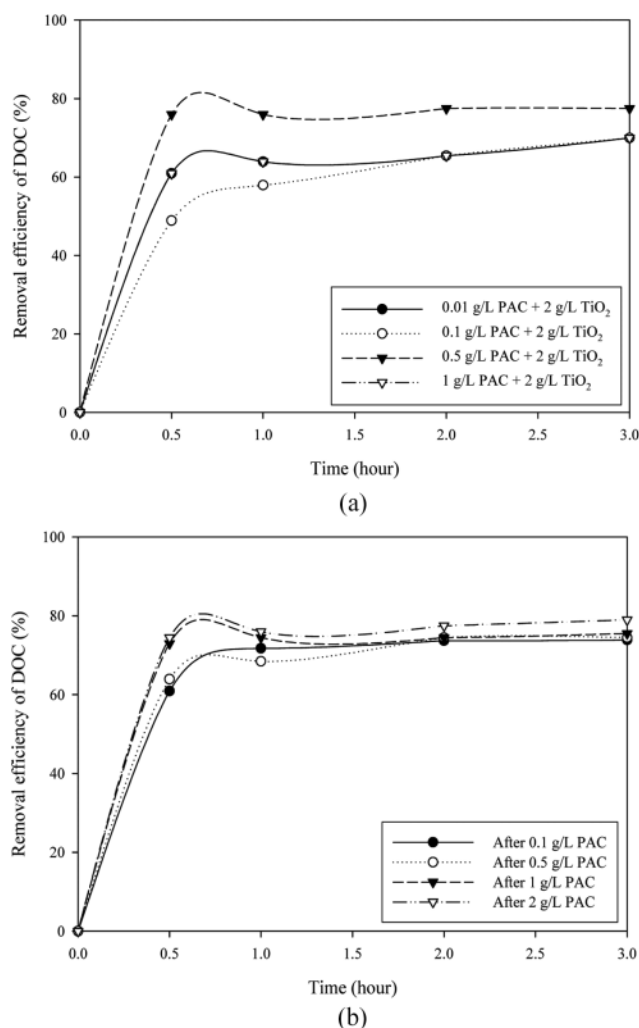 100
80
60
40
20
0
Removal efficiency of DOC (%)
0.01 g/L PAC + 2 g/L TiO₂
0.1 g/L PAC + 2 g/L TiO₂
0.5 g/L PAC + 2 g/L TiO₂
1 g/L PAC + 2 g/L TiO₂
0.0 0.5 1.0 1.5 2.0 2.5 3.0
Time (hour)
(a)
100
80
60
40
20
0
Removal efficiency of DOC (%)
After 0.1 g/L PAC
After 0.5 g/L PAC
After 1 g/L PAC
After 2 g/L PAC
0.0 0.5 1.0 1.5 2.0 2.5 3.0
Time (hour)
(b)